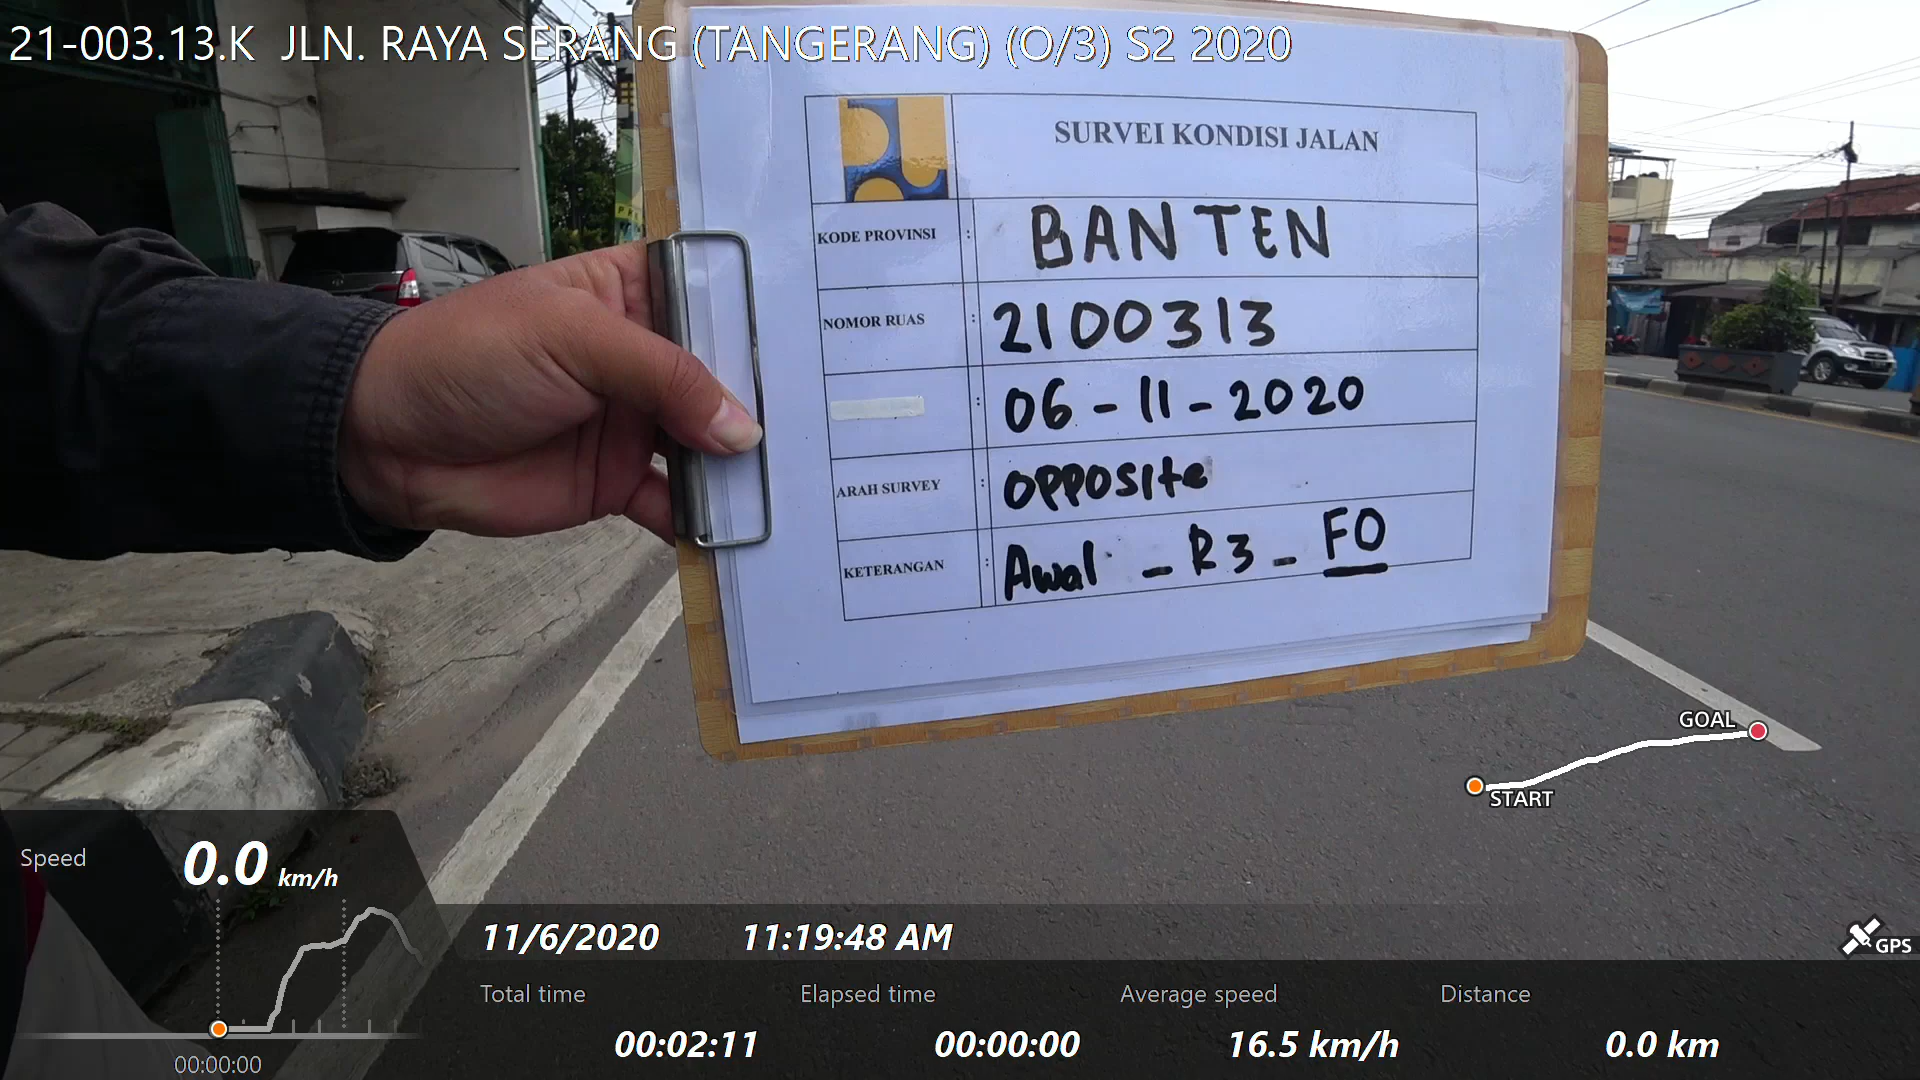 21-003.13.K JLN. RAYA SERANG (TANGERANG) (O/3) S2 2020
SURVEI KONDISI JALAN
KODE PROVINSI : BANTEN
NOMOR RUAS : 2100313
: 06-11-2020
ARAH SURVEY : OPPOSITE
KETERANGAN : Awal - R3 - FO
GOAL
START
Speed 0.0 km/h
00:00:00
11/6/2020 11:19:48 AM
GPS
Total time Elapsed time Average speed Distance
00:02:11 00:00:00 16.5 km/h 0.0 km